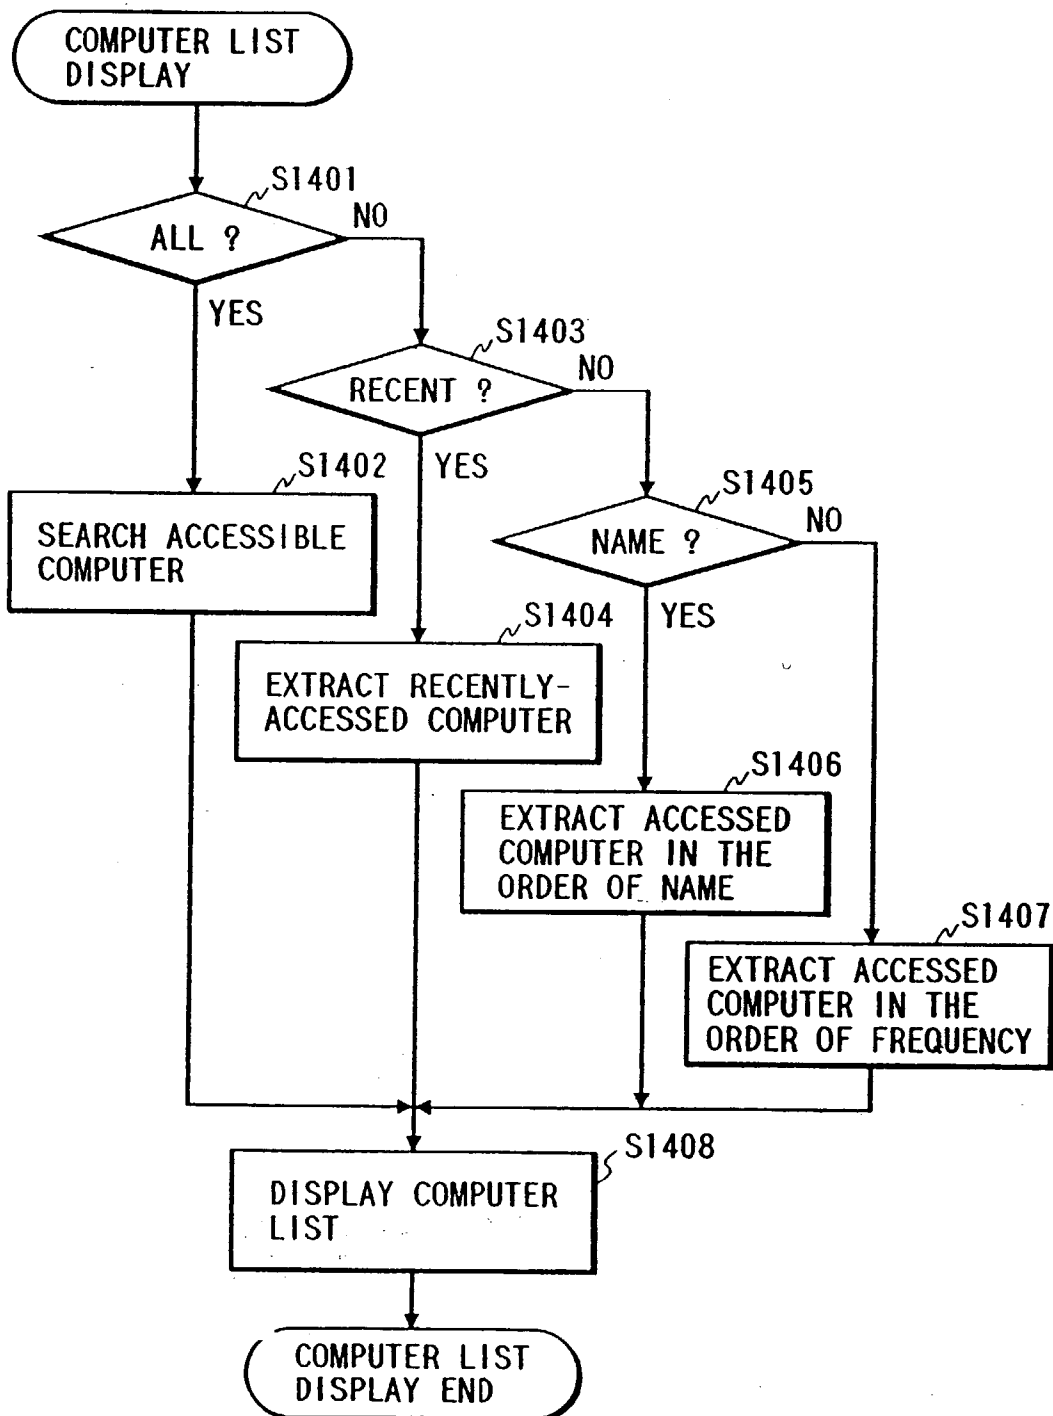 COMPUTER LIST
DISPLAY
S1401
ALL ?
NO
YES
S1403
RECENT ?
NO
YES
S1402
SEARCH ACCESSIBLE
COMPUTER
S1405
NAME ?
NO
YES
S1404
EXTRACT RECENTLY-
ACCESSED COMPUTER
S1406
EXTRACT ACCESSED
COMPUTER IN THE
ORDER OF NAME
S1407
EXTRACT ACCESSED
COMPUTER IN THE
ORDER OF FREQUENCY
S1408
DISPLAY COMPUTER
LIST
COMPUTER LIST
DISPLAY END